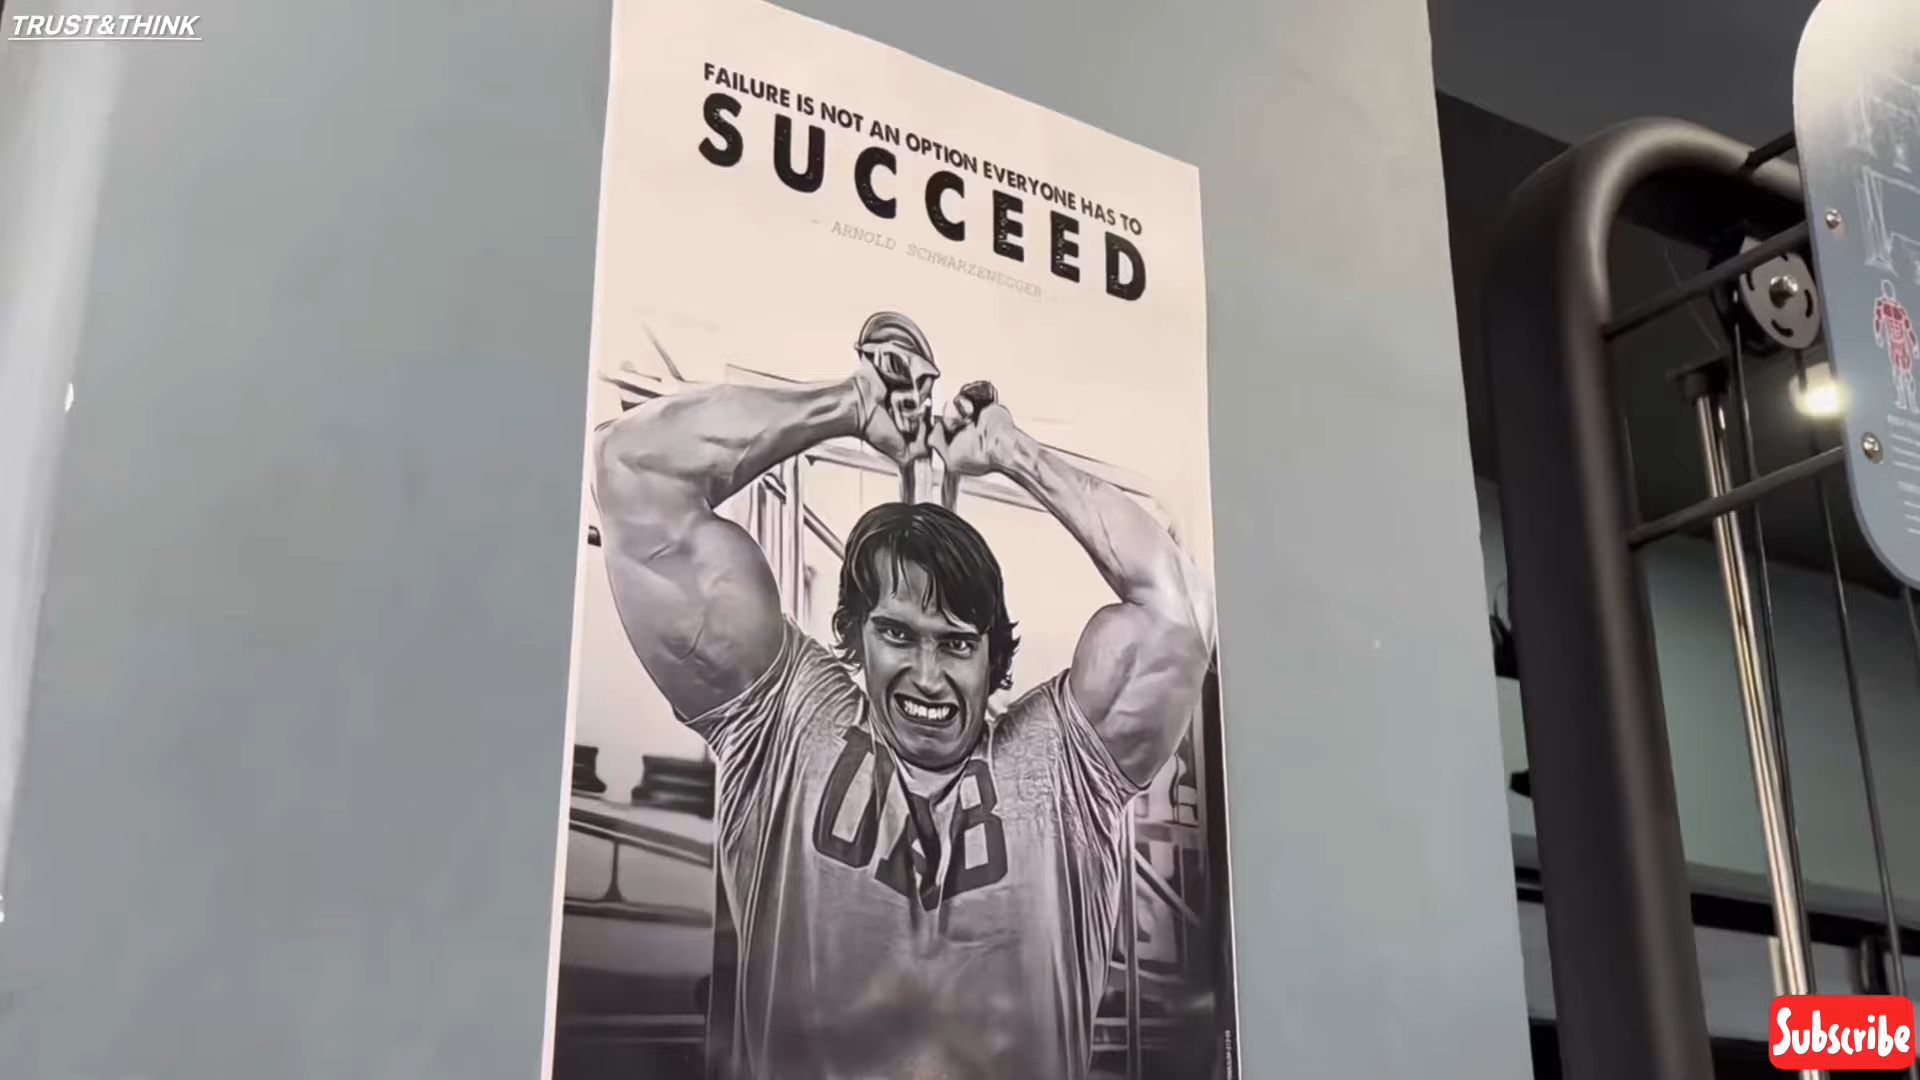 TRUST&THINK
FAILURE IS NOT AN OPTION EVERYONE HAS TO
SUCCEED
- ARNOLD SCHWARZENEGGER -
Subscribe